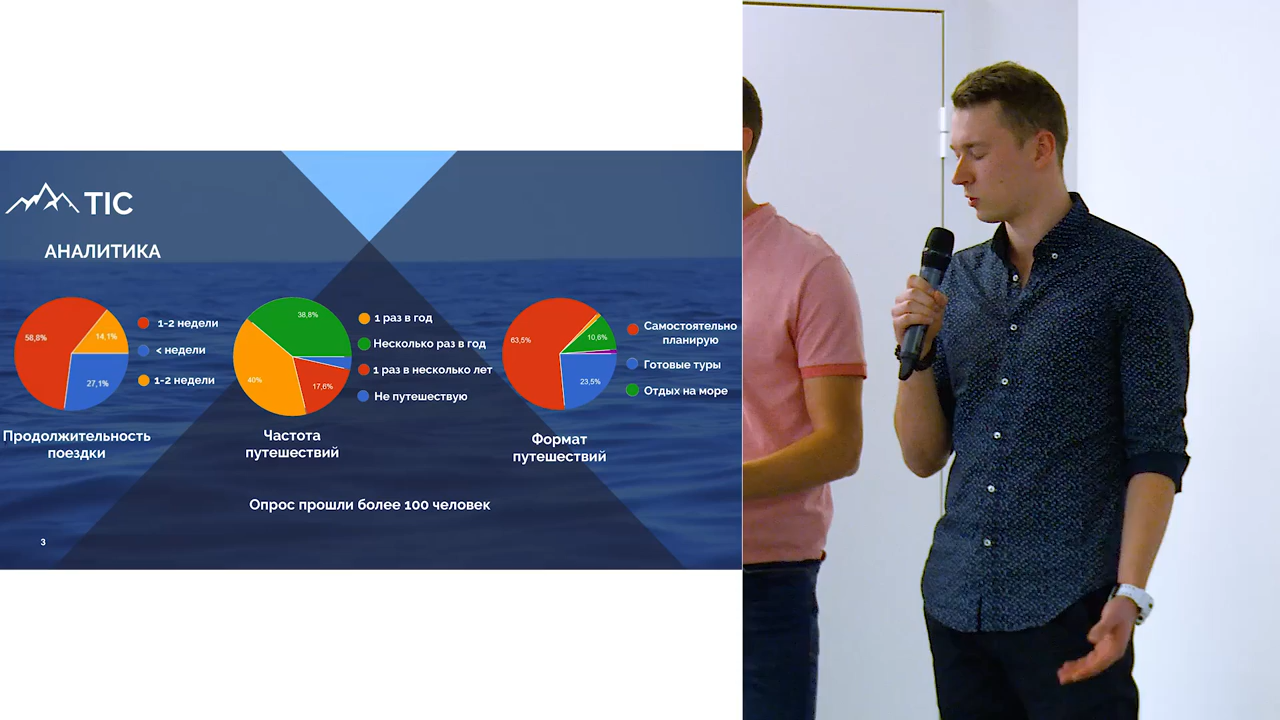 TIC
АНАЛИТИКА
58,8%
14,1%
27,1%
1-2 недели
< недели
1-2 недели
Продолжительность
поездки
38,8%
40%
17,6%
1 раз в год
Несколько раз в год
1 раз в несколько лет
Не путешествую
Частота
путешествий
63,5%
10,6%
23,5%
Самостоятельно
планирую
Готовые туры
Отдых на море
Формат
путешествий
Опрос прошли более 100 человек
3